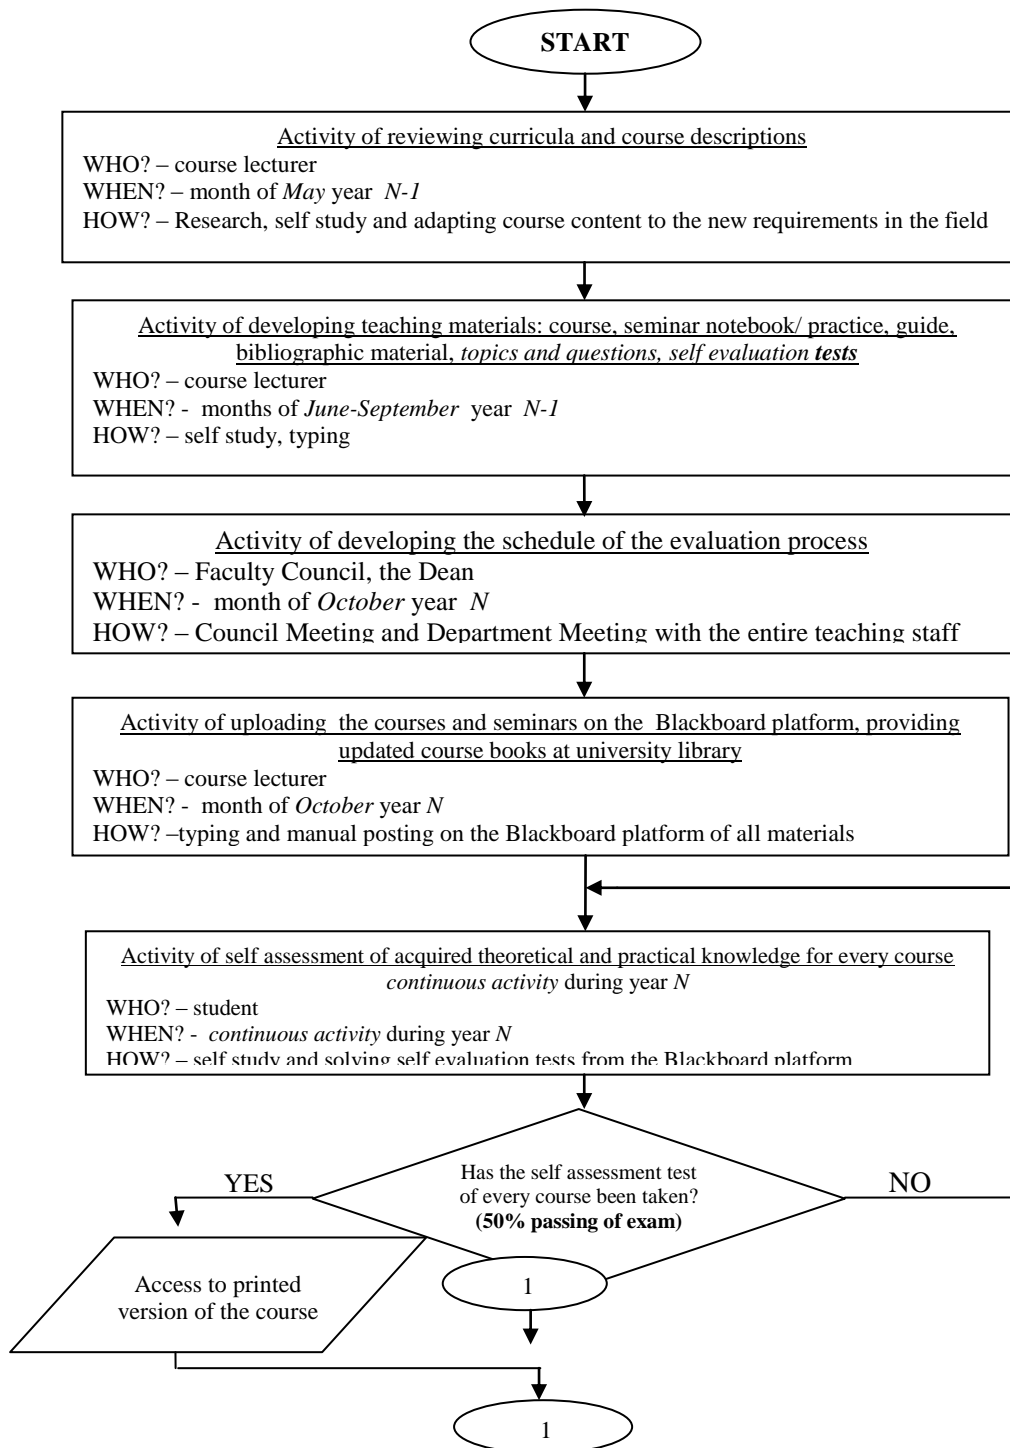 START
Activity of reviewing curricula and course descriptions
WHO? – course lecturer
WHEN? – month of May year N-1
HOW? – Research, self study and adapting course content to the new requirements in the field
Activity of developing teaching materials: course, seminar notebook/ practice, guide,
bibliographic material, topics and questions, self evaluation tests
WHO? – course lecturer
WHEN? - months of June-September year N-1
HOW? – self study, typing
Activity of developing the schedule of the evaluation process
WHO? – Faculty Council, the Dean
WHEN? - month of October year N
HOW? – Council Meeting and Department Meeting with the entire teaching staff
Activity of uploading the courses and seminars on the Blackboard platform, providing
updated course books at university library
WHO? – course lecturer
WHEN? - month of October year N
HOW? –typing and manual posting on the Blackboard platform of all materials
Activity of self assessment of acquired theoretical and practical knowledge for every course
continuous activity during year N
WHO? – student
WHEN? - continuous activity during year N
HOW? – self study and solving self evaluation tests from the Blackboard platform
Has the self assessment test
of every course been taken?
(50% passing of exam)
YES
NO
Access to printed
version of the course
1
1